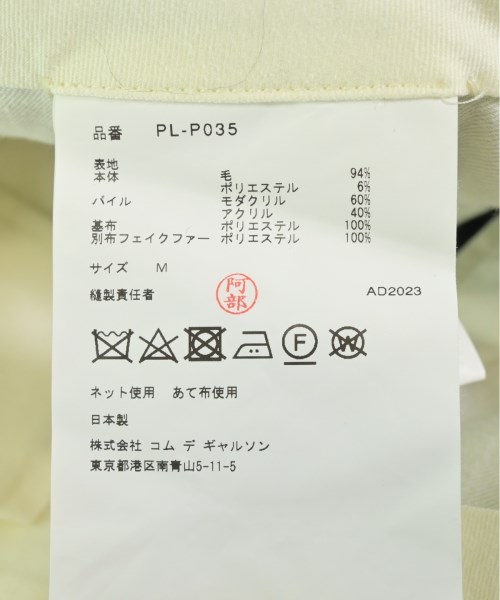 品番 PL-P035
表地
本体 毛 94%
ポリエステル 6%
パイル モダクリル 60%
アクリル 40%
基布 ポリエステル 100%
別布フェイクファー ポリエステル 100%
サイズ M
縫製責任者 阿部 AD2023
F W
ネット使用 あて布使用
日本製
株式会社 コム デ ギャルソン
東京都港区南青山5-11-5